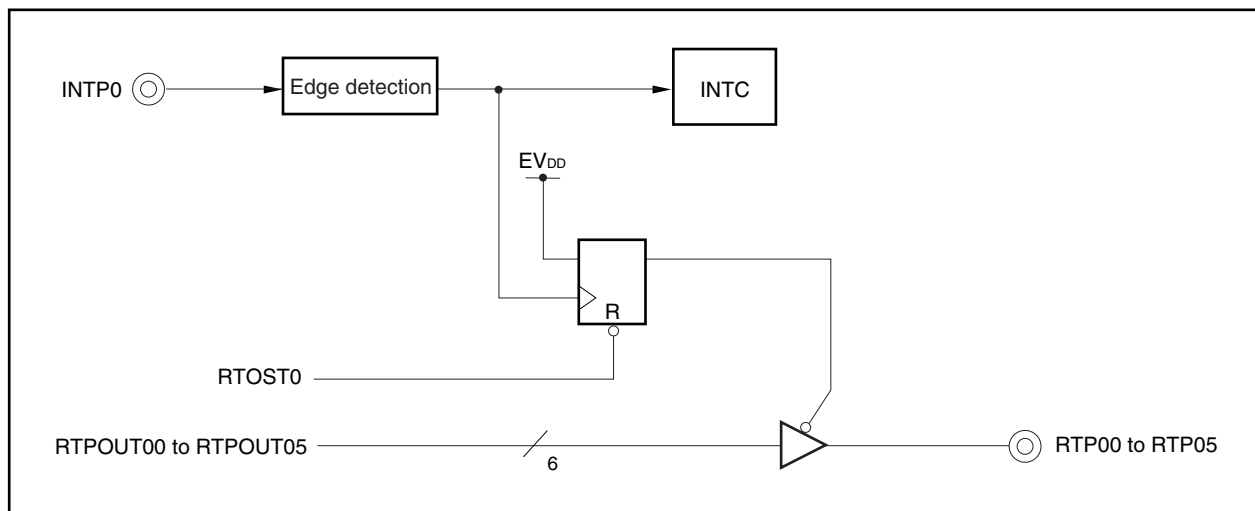 INTP0
Edge detection
INTC
EVDD
R
RTOST0
RTPOUT00 to RTPOUT05
6
RTP00 to RTP05